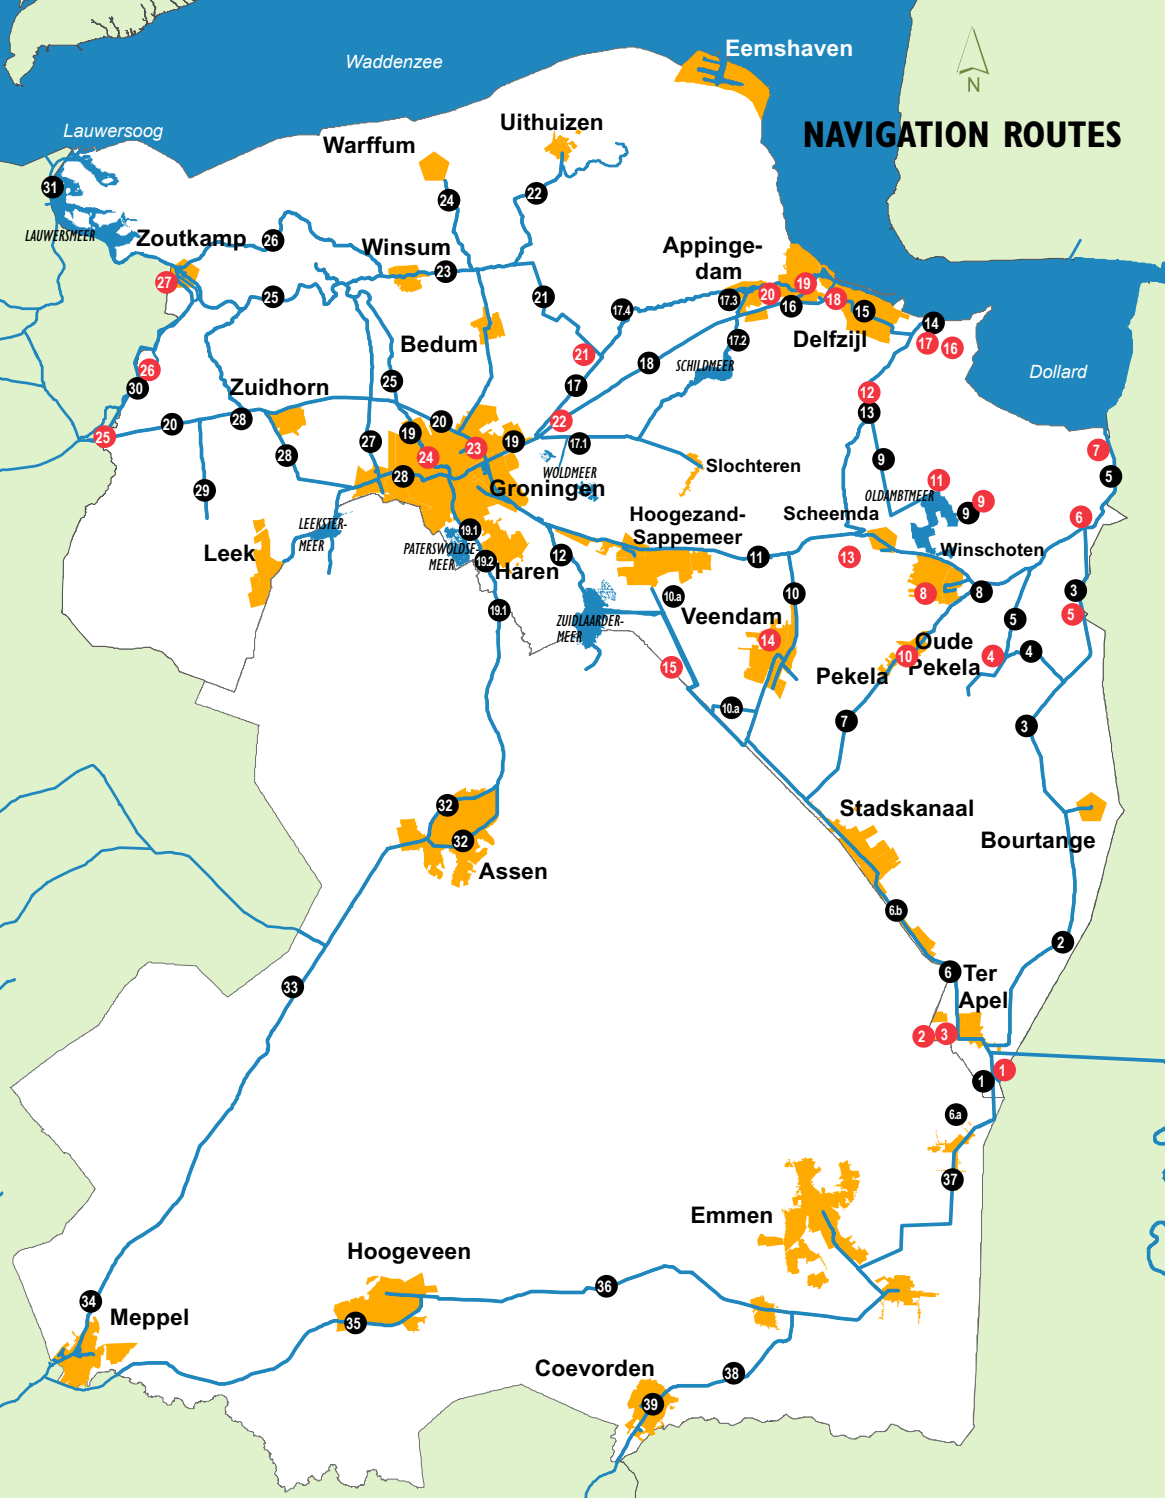 Eemshaven
Waddenzee
N
NAVIGATION ROUTES
Lauwersoog
Uithuizen
Warffum
31
22
24
LAUWERSMEER
Zoutkamp
26
Winsum
23
Appinge-
dam
27
25
21
17.4
17.3
20
19
16
18
15
14
Delfzijl
17
16
Bedum
21
18
17.2
SCHILDMEER
Dollard
26
30
Zuidhorn
25
17
12
13
20
28
20
19
22
25
27
23
19
17.1
24
28
9
7
5
28
WOLDMEER
Slochteren
29
Groningen
11
OLDAMBTMEER
9
9
LEEKSTER-
MEER
Hoogezand-
Sappemeer
Scheemda
6
19.1
PATERSWOLDSE
MEER
Leek
19.2
Haren
12
11
13
Winschoten
10.a
10
8
8
3
19.1
ZUIDLAARDER-
MEER
Veendam
5
5
14
Oude
Pekela
10
4
4
15
Pekela
10.a
7
3
32
Stadskanaal
32
Bourtange
Assen
6.b
2
33
6
Ter
Apel
2
3
1
1
6.a
37
Emmen
Hoogeveen
36
34
Meppel
35
Coevorden
38
39